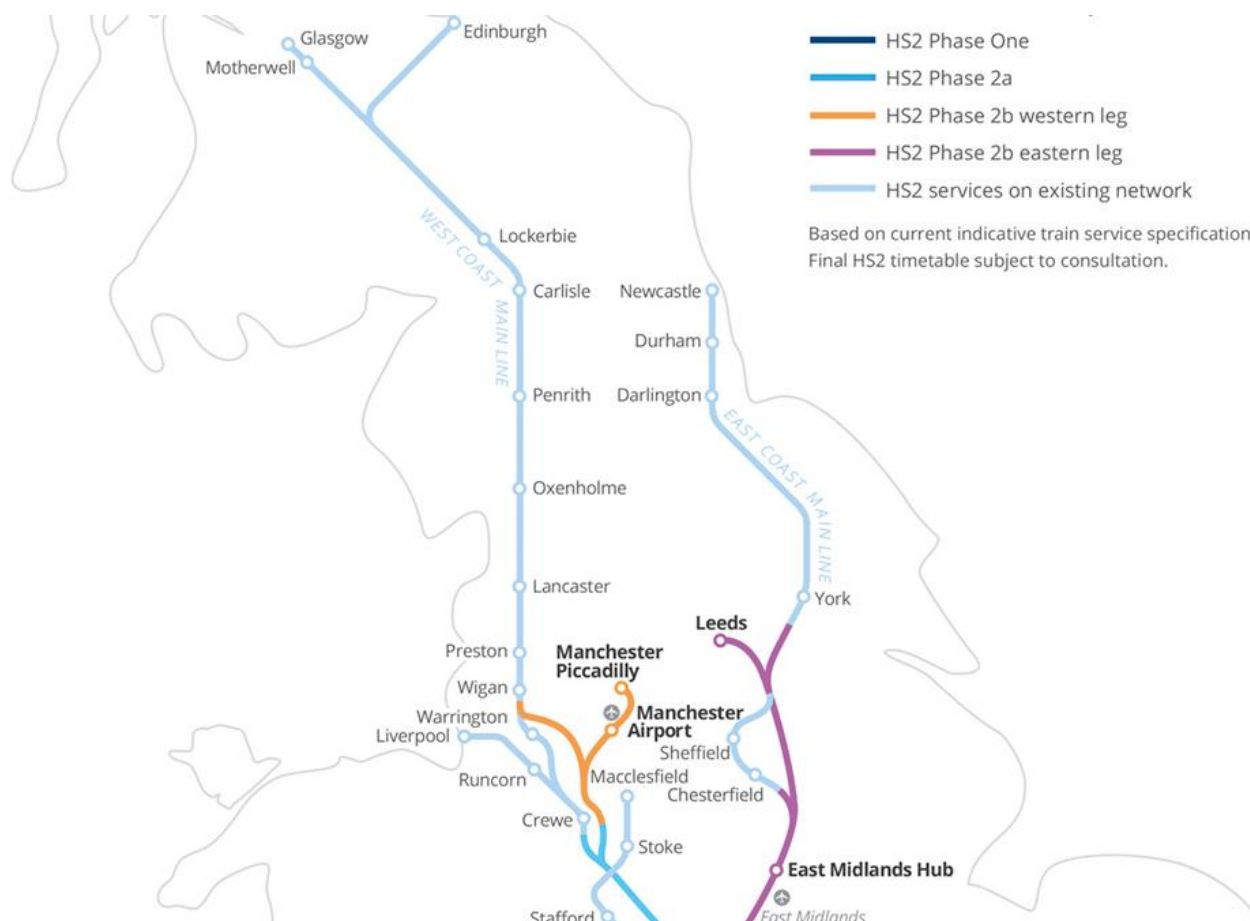 Glasgow
Edinburgh
Motherwell
HS2 Phase One
HS2 Phase 2a
HS2 Phase 2b western leg
HS2 Phase 2b eastern leg
HS2 services on existing network
Based on current indicative train service specification
Final HS2 timetable subject to consultation.
Lockerbie
WEST COAST MAIN LINE
Carlisle
Newcastle
Durham
Penrith
Darlington
EAST COAST MAIN LINE
Oxenholme
Lancaster
York
Leeds
Preston
Manchester
Piccadilly
Wigan
Warrington
Manchester
Airport
Liverpool
Sheffield
Runcorn
Macclesfield
Chesterfield
Crewe
Stoke
East Midlands Hub
Stafford
East Midlands